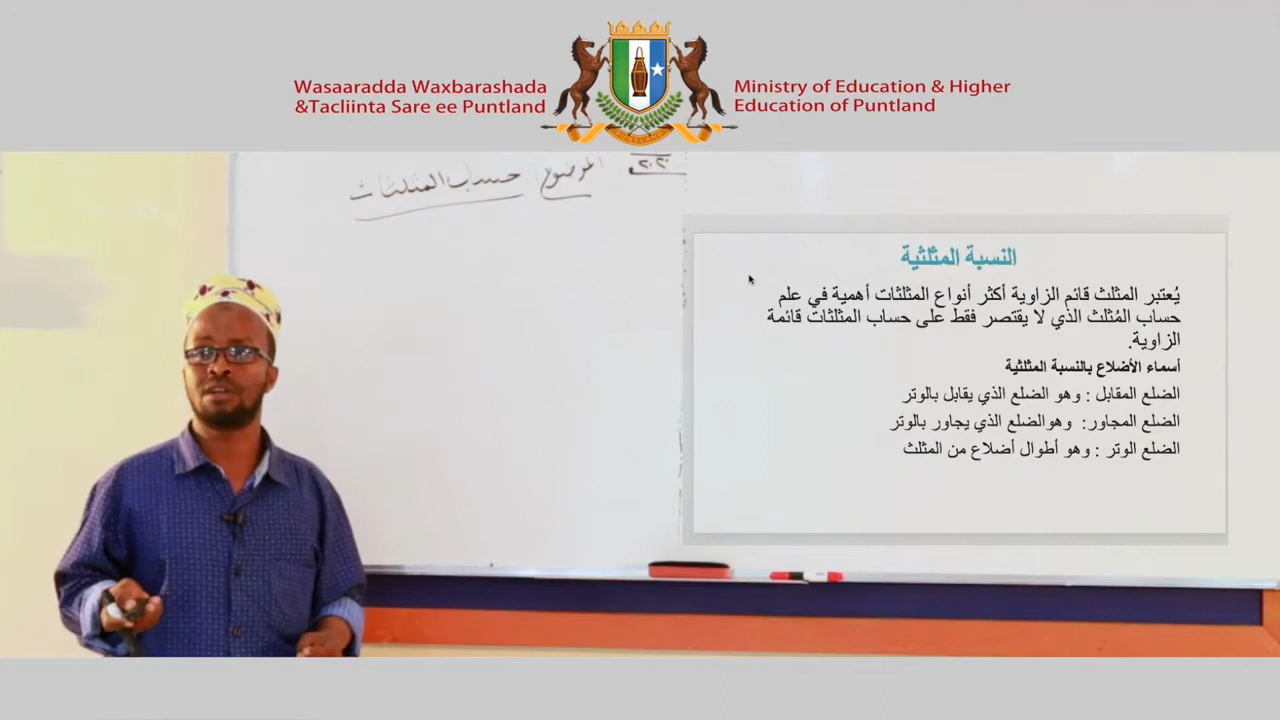 Wasaaradda Waxbarashada
&Tacliinta Sare ee Puntland
Ministry of Education & Higher
Education of Puntland
٢٠٢٠
الموضوع : حساب المثلثات
النسبة المثلثية
يُعتبر المثلث قائم الزاوية أكثر أنواع المثلثات أهمية في علم
حساب المُثلث الذي لا يقتصر فقط على حساب المثلثات قائمة
الزاوية.
أسماء الأضلاع بالنسبة المثلثية
الضلع المقابل : وهو الضلع الذي يقابل بالوتر
الضلع المجاور: وهوالضلع الذي يجاور بالوتر
الضلع الوتر : وهو أطوال أضلاع من المثلث